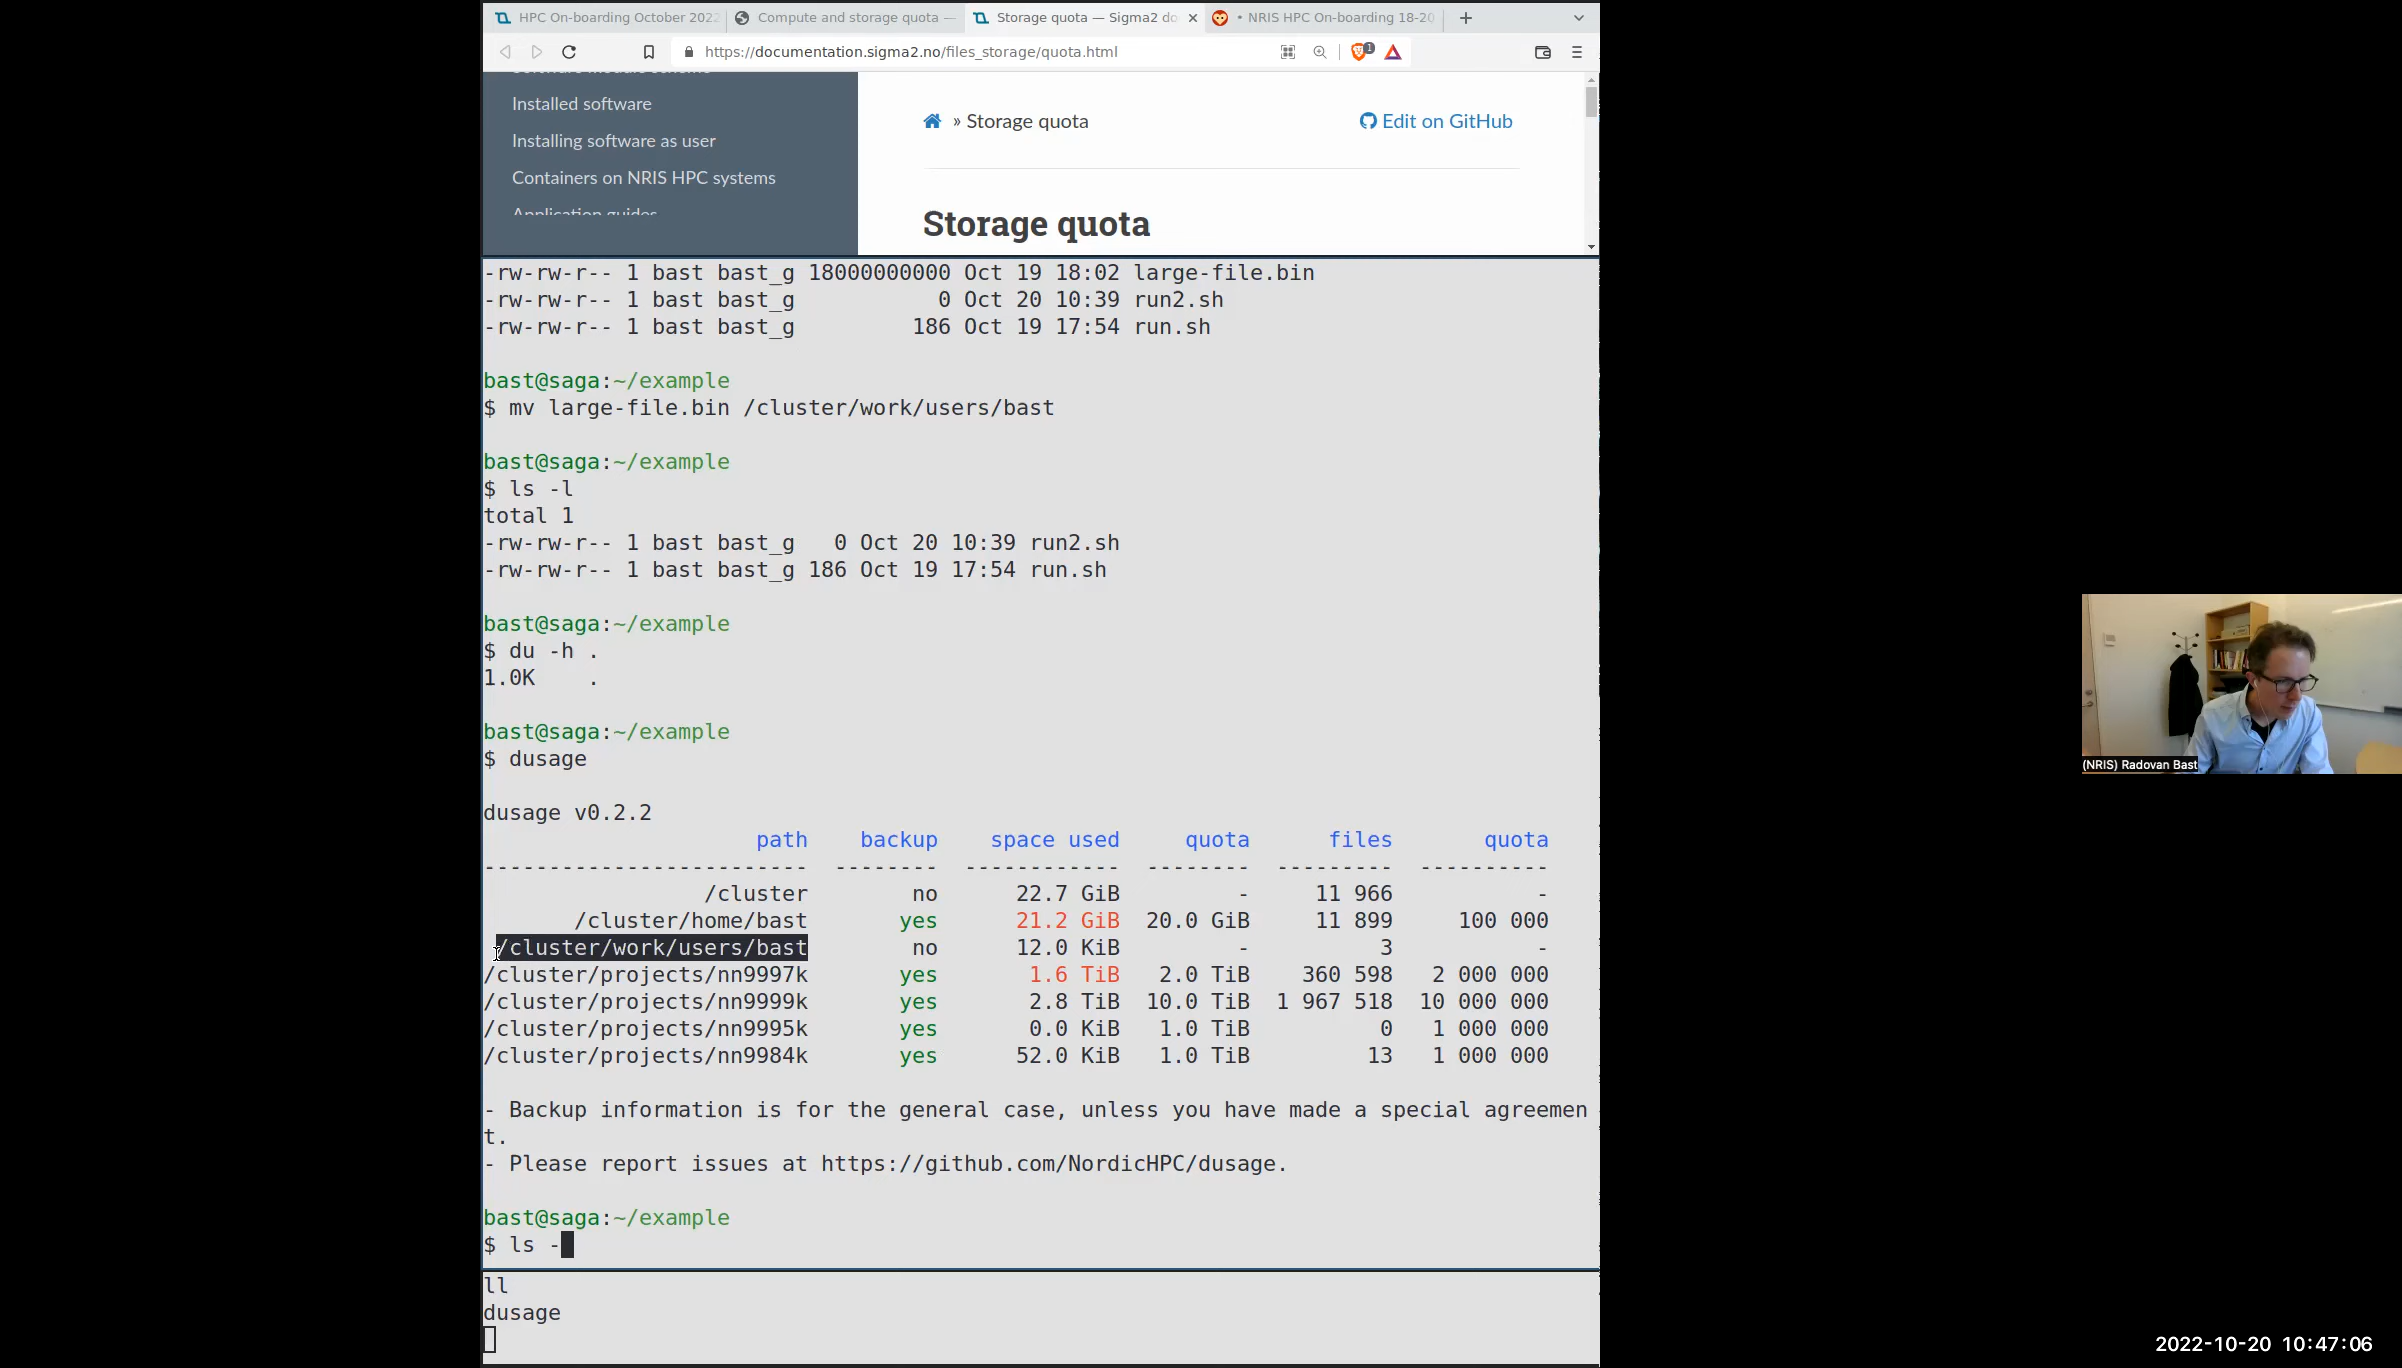 HPC On-boarding October 2022
Compute and storage quota —
Storage quota — Sigma2 do
• NRIS HPC On-boarding 18-20
https://documentation.sigma2.no/files_storage/quota.html
1
Installed software
Installing software as user
Containers on NRIS HPC systems
Application guides
» Storage quota
Edit on GitHub
Storage quota
-rw-rw-r-- 1 bast bast_g 18000000000 Oct 19 18:02 large-file.bin
-rw-rw-r-- 1 bast bast_g           0 Oct 20 10:39 run2.sh
-rw-rw-r-- 1 bast bast_g         186 Oct 19 17:54 run.sh
bast@saga:~/example
$ mv large-file.bin /cluster/work/users/bast
bast@saga:~/example
$ ls -l
total 1
-rw-rw-r-- 1 bast bast_g   0 Oct 20 10:39 run2.sh
-rw-rw-r-- 1 bast bast_g 186 Oct 19 17:54 run.sh
bast@saga:~/example
$ du -h .
1.0K    .
bast@saga:~/example
$ dusage
dusage v0.2.2
                     path    backup    space used     quota      files       quota
-------------------------  --------  ------------  --------  ---------  ----------
                 /cluster        no      22.7 GiB         -     11 966           -
       /cluster/home/bast       yes      21.2 GiB  20.0 GiB     11 899     100 000
 /cluster/work/users/bast        no      12.0 KiB         -          3           -
/cluster/projects/nn9997k       yes       1.6 TiB   2.0 TiB    360 598   2 000 000
/cluster/projects/nn9999k       yes       2.8 TiB  10.0 TiB  1 967 518  10 000 000
/cluster/projects/nn9995k       yes       0.0 KiB   1.0 TiB          0   1 000 000
/cluster/projects/nn9984k       yes      52.0 KiB   1.0 TiB         13   1 000 000
- Backup information is for the general case, unless you have made a special agreemen
t.
- Please report issues at https://github.com/NordicHPC/dusage.
bast@saga:~/example
$ ls -
ll
dusage
(NRIS) Radovan Bast
2022-10-20 10:47:06